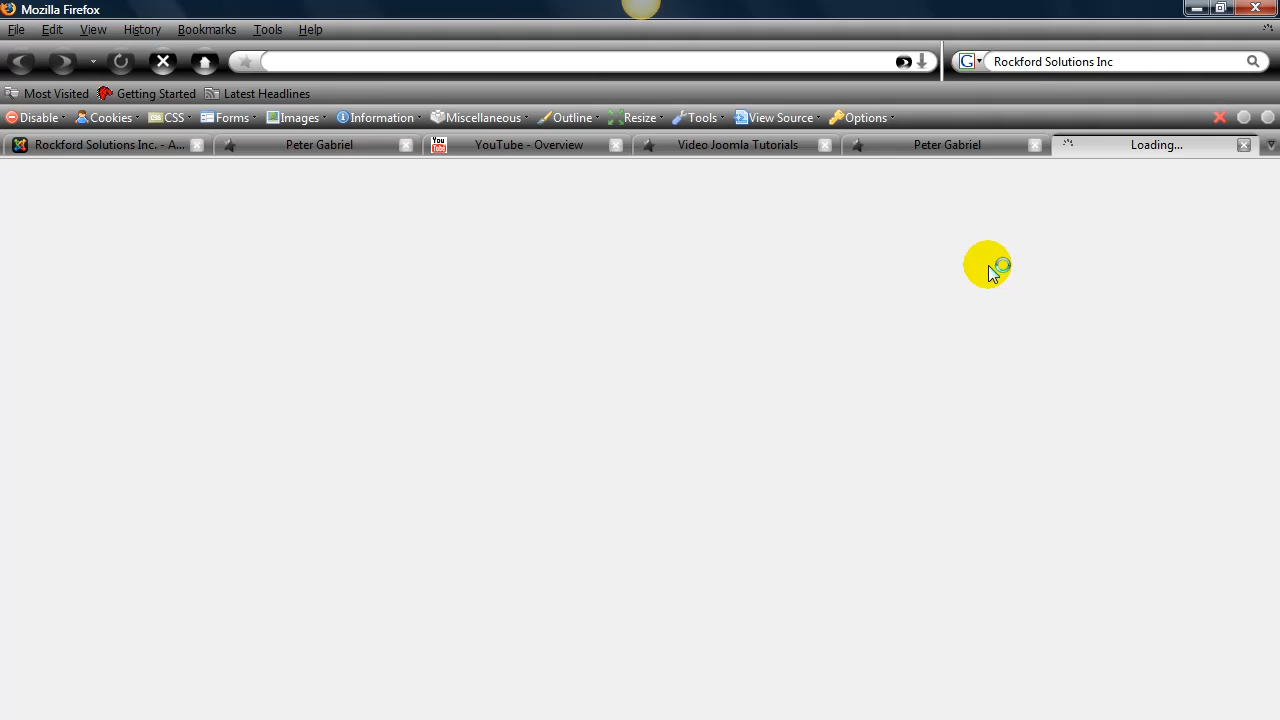 Mozilla Firefox
File Edit View History Bookmarks Tools Help
Rockford Solutions Inc
Most Visited Getting Started Latest Headlines
Disable Cookies CSS Forms Images Information Miscellaneous Outline Resize Tools View Source Options
Rockford Solutions Inc. - A... Peter Gabriel YouTube - Overview Video Joomla Tutorials Peter Gabriel Loading...